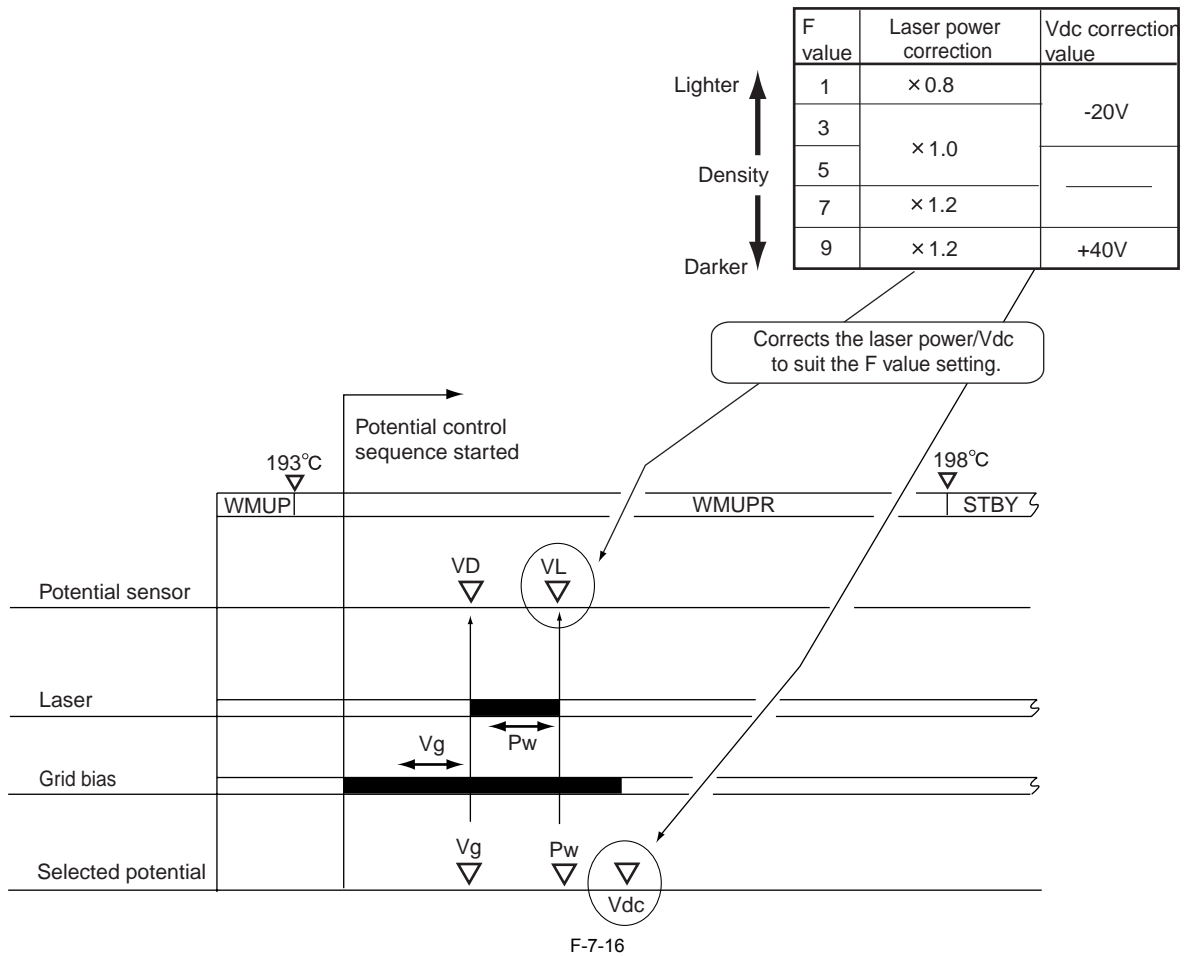 F value
Laser power correction
Vdc correction value
1
×0.8
-20V
3
×1.0
5
7
×1.2
9
×1.2
+40V
Lighter
Density
Darker
Corrects the laser power/Vdc
to suit the F value setting.
Potential control
sequence started
193°C
198°C
WMUP
WMUPR
STBY
VD
VL
Potential sensor
Laser
Vg
Pw
Grid bias
Vg
Pw
Selected potential
Vdc
F-7-16